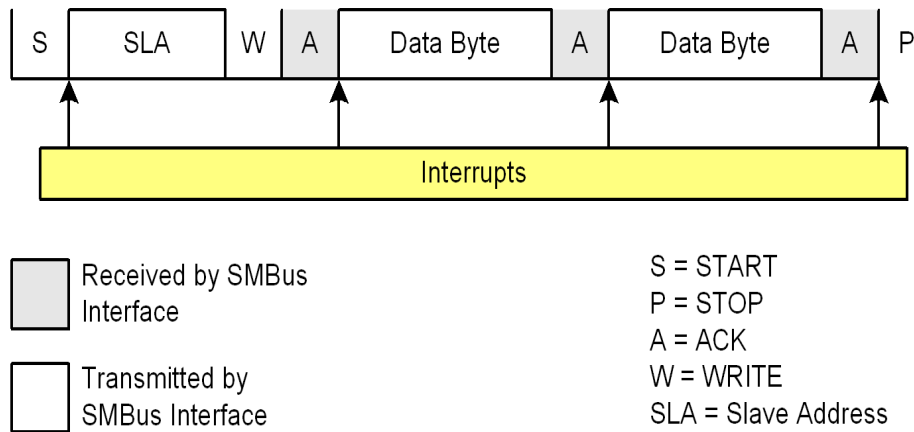 S SLA W A Data Byte A Data Byte A P
Interrupts
Received by SMBus
Interface
Transmitted by
SMBus Interface
S = START
P = STOP
A = ACK
W = WRITE
SLA = Slave Address